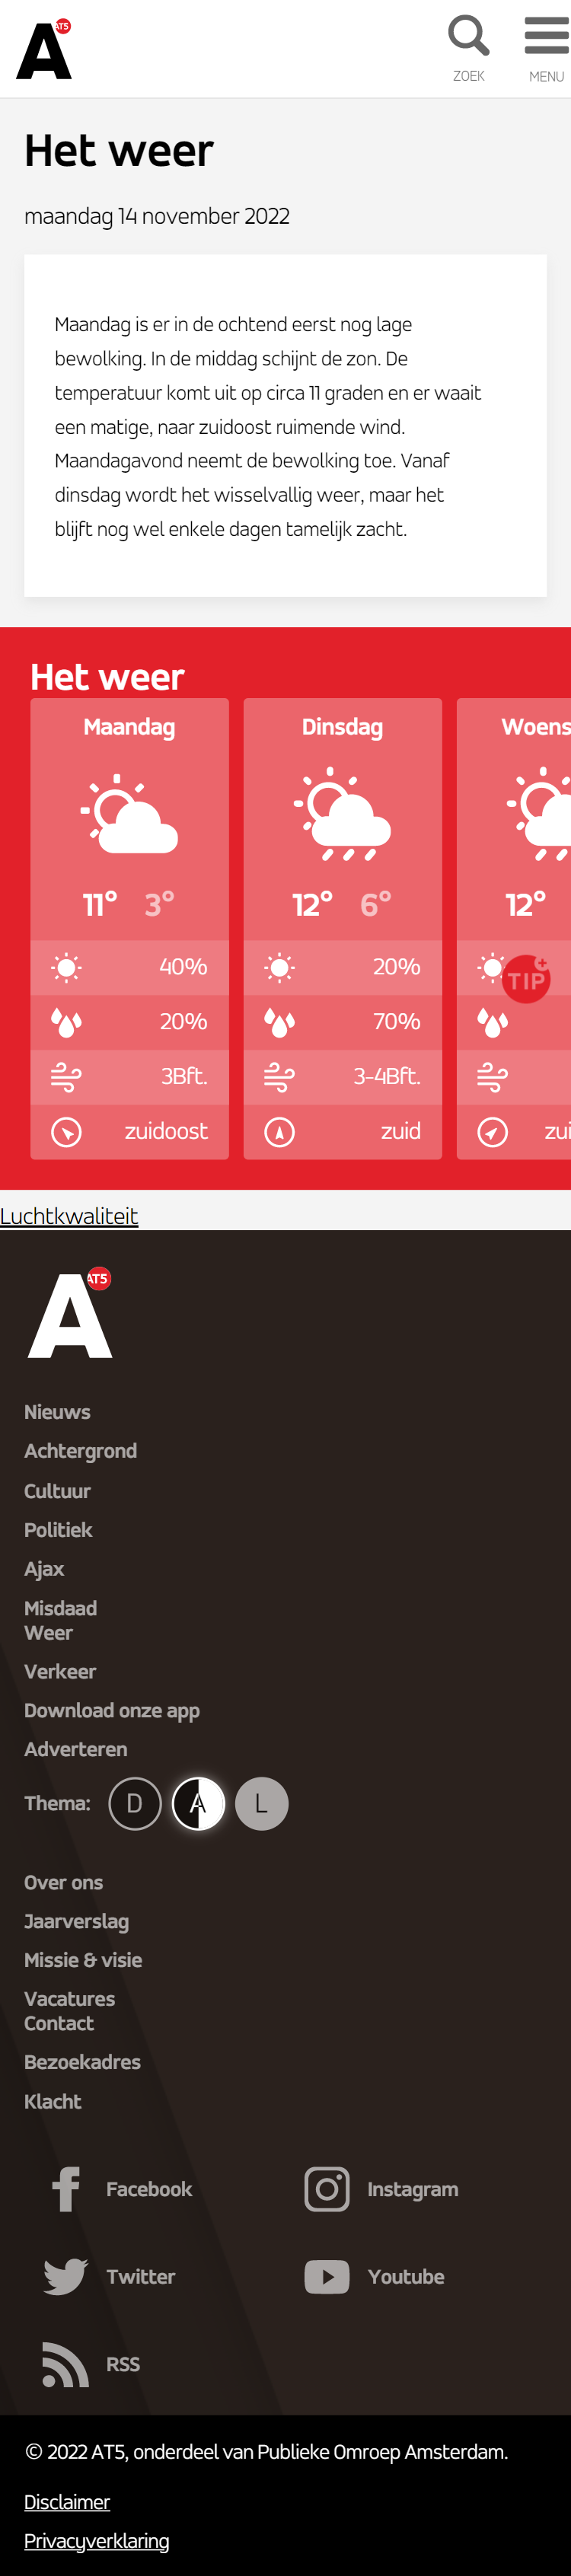 A AT5
ZOEK
MENU
Het weer
maandag 14 november 2022
Maandag is er in de ochtend eerst nog lage
bewolking. In de middag schijnt de zon. De
temperatuur komt uit op circa 11 graden en er waait
een matige, naar zuidoost ruimende wind.
Maandagavond neemt de bewolking toe. Vanaf
dinsdag wordt het wisselvallig weer, maar het
blijft nog wel enkele dagen tamelijk zacht.
Het weer
Maandag Dinsdag Woens
11° 3° 12° 6° 12°
40% 20%
TIP+
20% 70%
3Bft. 3-4Bft.
zuidoost zuid zui
Luchtkwaliteit
A AT5
Nieuws
Achtergrond
Cultuur
Politiek
Ajax
Misdaad
Weer
Verkeer
Download onze app
Adverteren
Thema: D A L
Over ons
Jaarverslag
Missie & visie
Vacatures
Contact
Bezoekadres
Klacht
Facebook Instagram
Twitter Youtube
RSS
© 2022 AT5, onderdeel van Publieke Omroep Amsterdam.
Disclaimer
Privacyverklaring